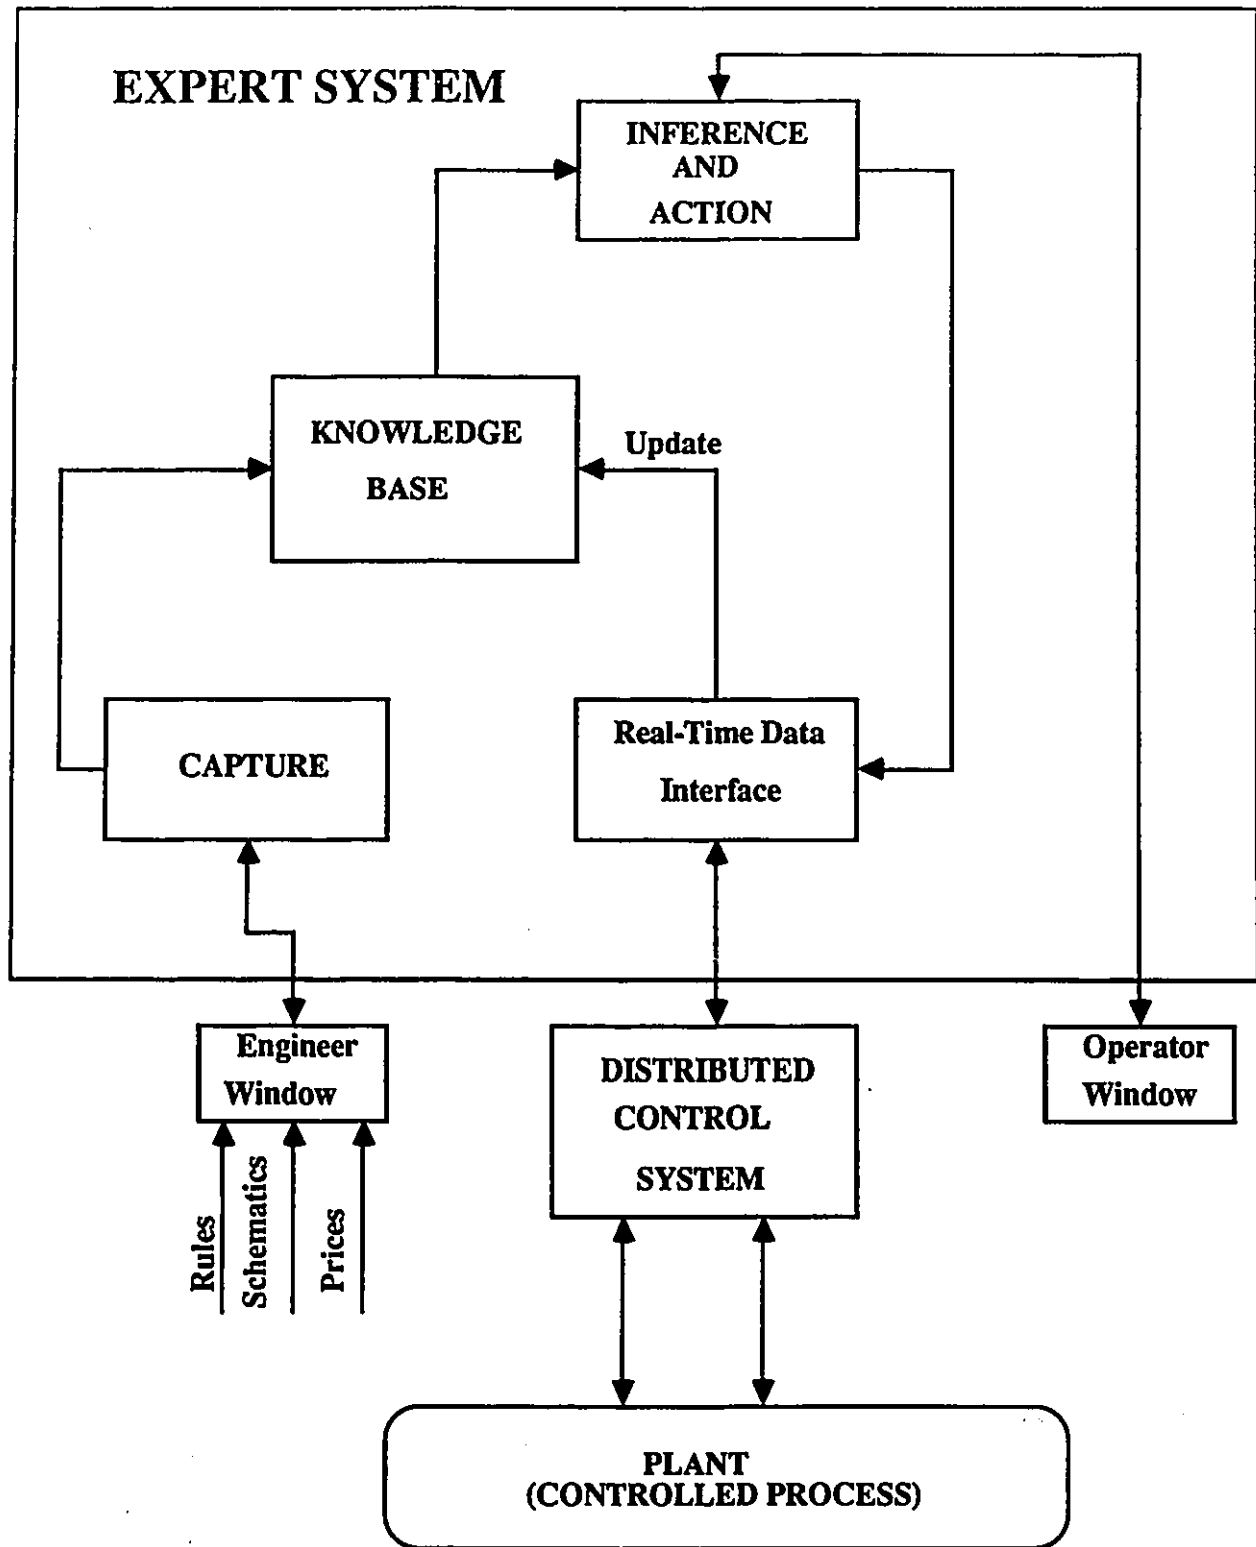 EXPERT SYSTEM
INFERENCE
AND
ACTION
KNOWLEDGE
BASE
Update
CAPTURE
Real-Time Data
Interface
Engineer
Window
DISTRIBUTED
CONTROL
SYSTEM
Operator
Window
Rules
Schematics
Prices
PLANT
(CONTROLLED PROCESS)